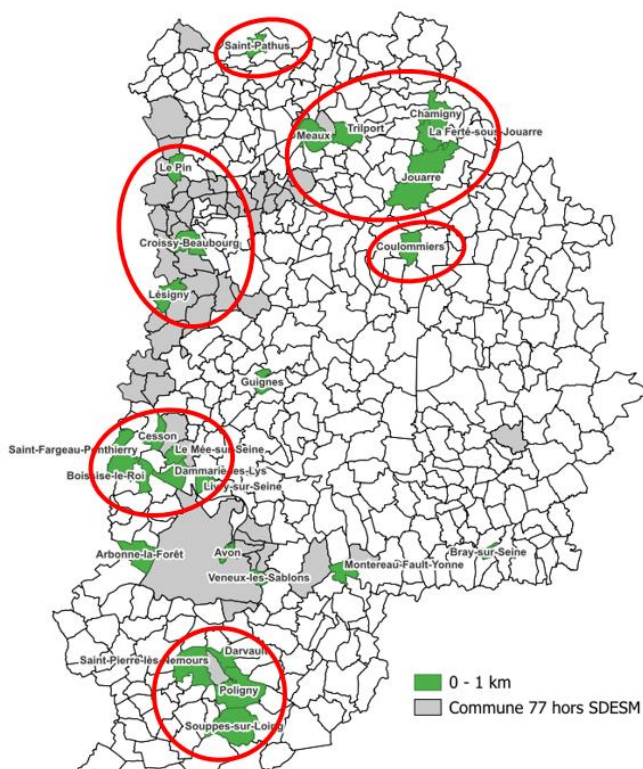 Saint-Pathus
Chamigny
Meaux
Trilport
La Ferté-sous-Jouarre
Le Pin
Jouarre
Croissy-Beaubourg
Coulommiers
Lésigny
Guignes
Cesson
Saint-Fargeau-Ponthierry
Le Mée-sur-Seine
Boissise-le-Roi
Dammarie-les-Lys
Livry-sur-Seine
Arbonne-la-Forêt
Avon
Bray-sur-Seine
Veneux-les-Sablons
Montereau-Fault-Yonne
Darvault
Saint-Pierre-lès-Nemours
Poligny
Souppes-sur-Loing
0 - 1 km
Commune 77 hors SDESM